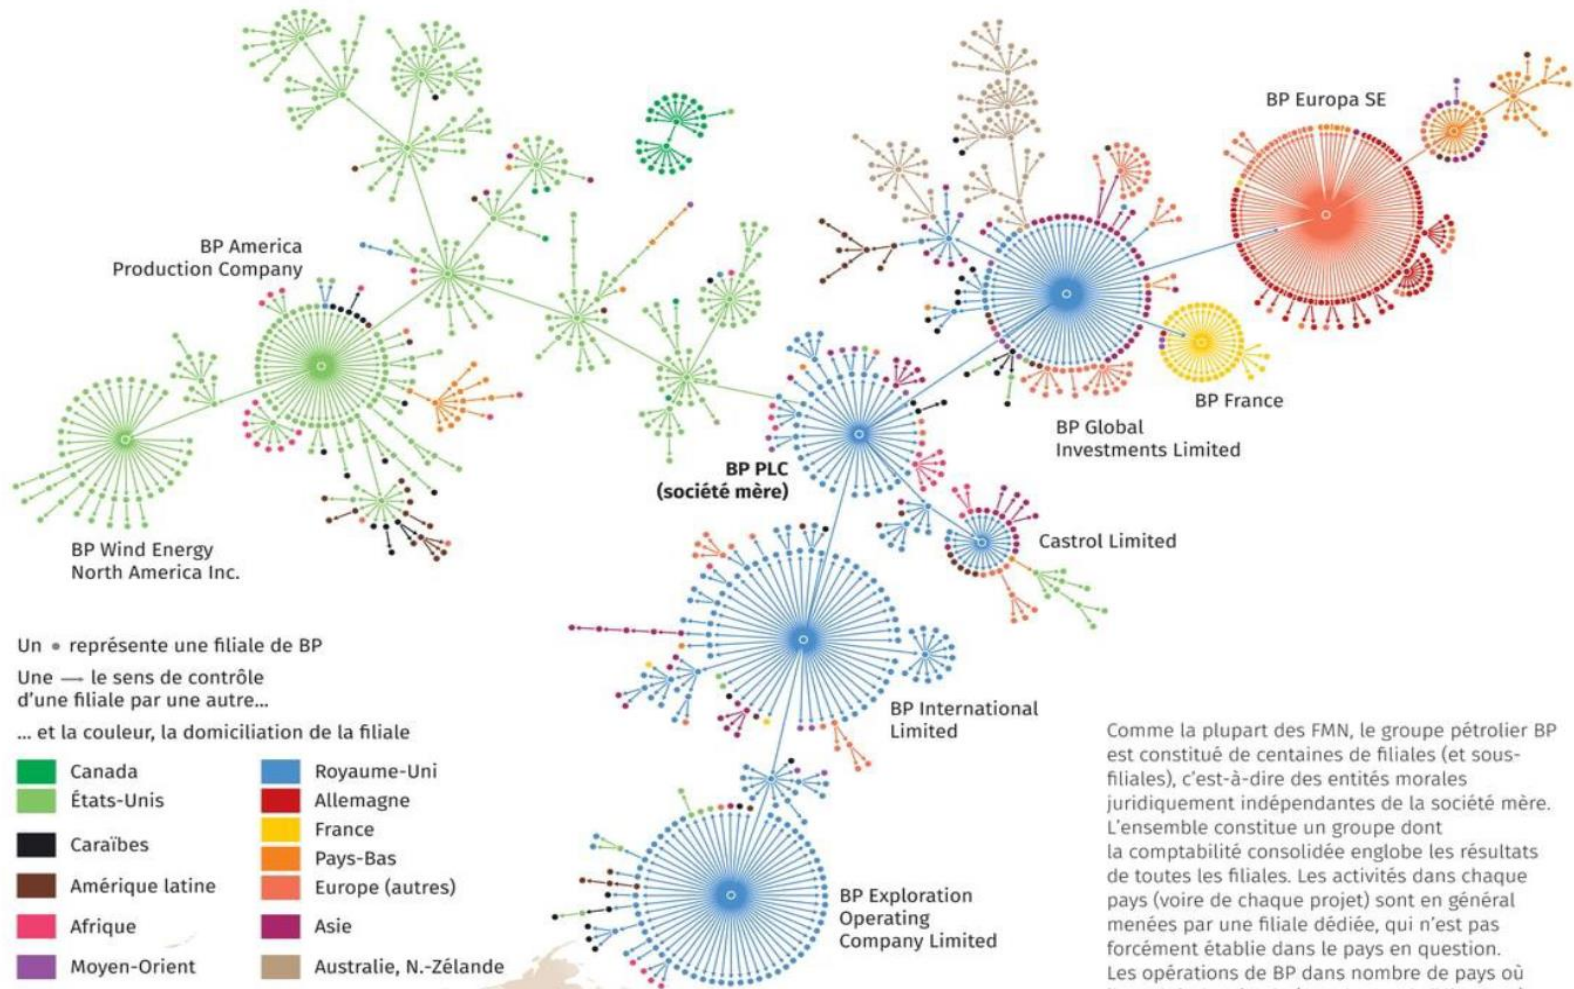 BP Europa SE
BP America
Production Company
BP France
BP Global
Investments Limited
BP PLC
(société mère)
Castrol Limited
BP Wind Energy
North America Inc.
BP International
Limited
BP Exploration
Operating
Company Limited
Un • représente une filiale de BP
Une — le sens de contrôle
d'une filiale par une autre...
... et la couleur, la domiciliation de la filiale
Canada
États-Unis
Caraïbes
Amérique latine
Afrique
Moyen-Orient
Royaume-Uni
Allemagne
France
Pays-Bas
Europe (autres)
Asie
Australie, N.-Zélande
Comme la plupart des FMN, le groupe pétrolier BP
est constitué de centaines de filiales (et sous-
filiales), c'est-à-dire des entités morales
juridiquement indépendantes de la société mère.
L'ensemble constitue un groupe dont
la comptabilité consolidée englobe les résultats
de toutes les filiales. Les activités dans chaque
pays (voire de chaque projet) sont en général
menées par une filiale dédiée, qui n'est pas
forcément établie dans le pays en question.
Les opérations de BP dans nombre de pays où